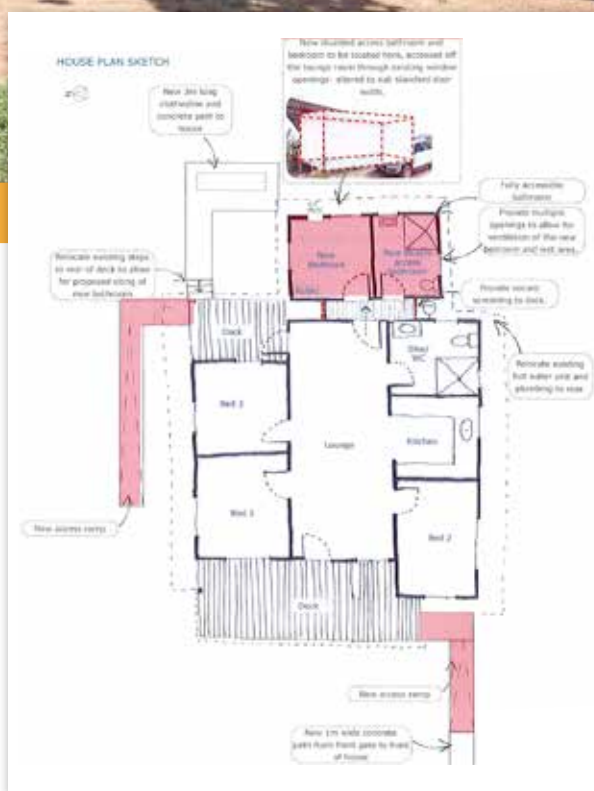 HOUSE PLAN SKETCH
New disabled access bathroom and
bedroom to be located here, accessed off
the lounge room through existing window
openings- altered to suit standard door
width.
New 3m long
clothesline and
concrete path to
house
Fully Accessible
bathroom
Provide multiple
openings to allow for
ventilation of the new
bedroom and wet area.
Relocate existing steps
to rear of deck to allow
for proposed siting of
new bathroom
New
Bedroom
New disabled
access
bathroom
Provide
screening to deck.
Deck
Shw/
WC
Relocate existing
hot water unit and
plumbing to rear
Bed 3
Lounge
Kitchen
Bed 2
Deck
New access ramp
New access ramp
New 1m wide concrete
path from front gate to front
of house